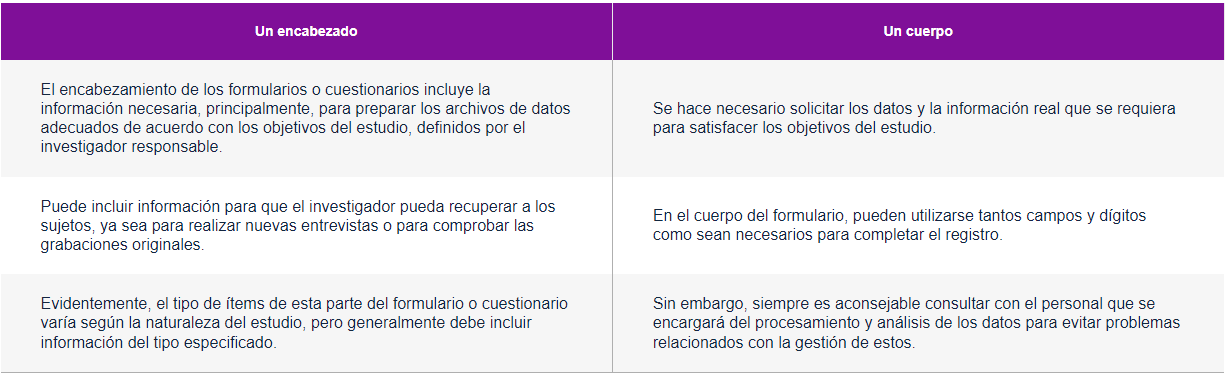 Un encabezado
Un cuerpo
El encabezamiento de los formularios o cuestionarios incluye la
información necesaria, principalmente, para preparar los archivos de datos
adecuados de acuerdo con los objetivos del estudio, definidos por el
investigador responsable.
Se hace necesario solicitar los datos y la información real que se requiera
para satisfacer los objetivos del estudio.
Puede incluir información para que el investigador pueda recuperar a los
sujetos, ya sea para realizar nuevas entrevistas o para comprobar las
grabaciones originales.
En el cuerpo del formulario, pueden utilizarse tantos campos y dígitos
como sean necesarios para completar el registro.
Evidentemente, el tipo de ítems de esta parte del formulario o cuestionario
varía según la naturaleza del estudio, pero generalmente debe incluir
información del tipo especificado.
Sin embargo, siempre es aconsejable consultar con el personal que se
encargará del procesamiento y análisis de los datos para evitar problemas
relacionados con la gestión de estos.